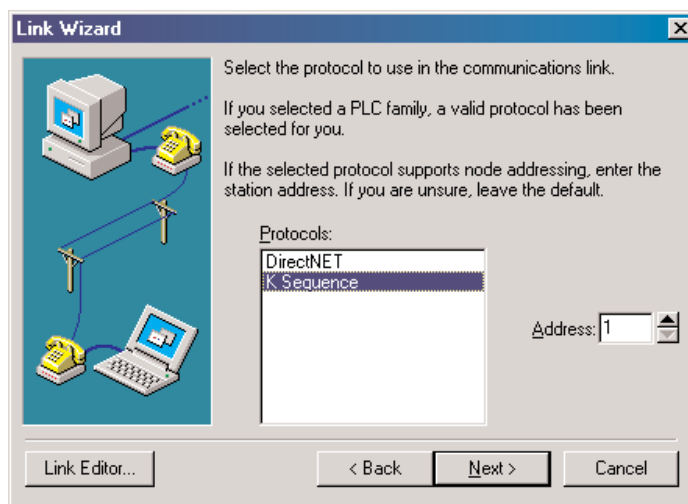 Link Wizard
Select the protocol to use in the communications link.
If you selected a PLC family, a valid protocol has been
selected for you.
If the selected protocol supports node addressing, enter the
station address. If you are unsure, leave the default.
Protocols:
DirectNET
K Sequence
Address: 1
Link Editor...
< Back
Next >
Cancel